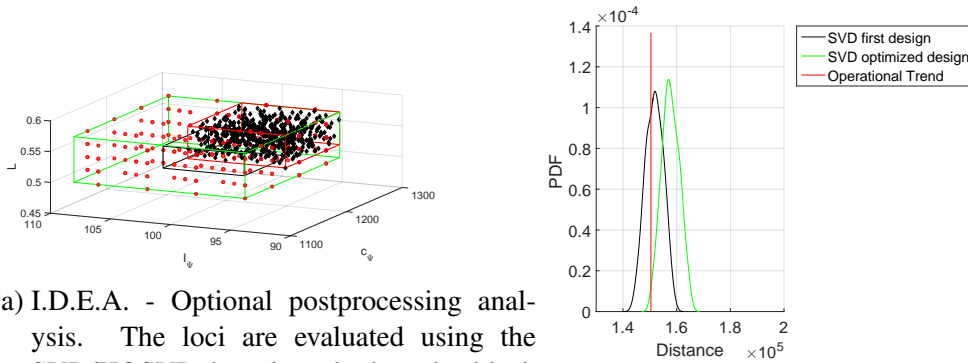 0.6
0.55
0.5
0.45
L
110
105
100
95
90
l_ψ
1100
1200
1300
c_ψ
a) I.D.E.A. - Optional postprocessing anal-
ysis. The loci are evaluated using the
×10⁻⁴
1.4
1.2
1
0.8
0.6
0.4
0.2
0
PDF
1.4
1.6
1.8
2
Distance
×10⁵
SVD first design
SVD optimized design
Operational Trend